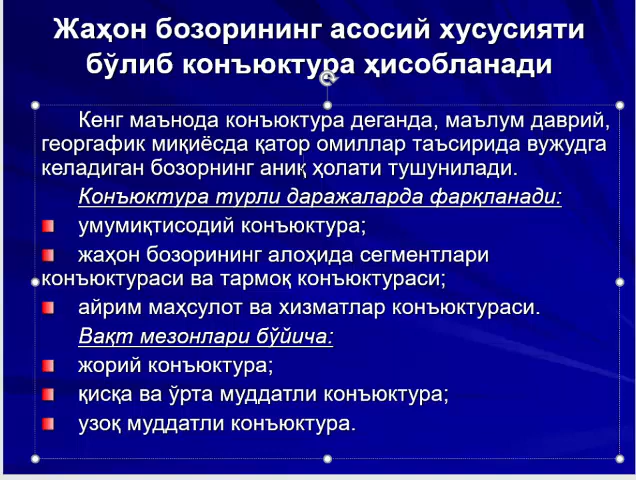 Жаҳон бозорининг асосий хусусияти
бўлиб конъюктура ҳисобланади
Кенг маънода конъюктура деганда, маълум даврий,
георгафик миқиёсда қатор омиллар таъсирида вужудга
келадиган бозорнинг аниқ ҳолати тушунилади.
Конъюктура турли даражаларда фарқланади:
умумиқтисодий конъюктура;
жаҳон бозорининг алоҳида сегментлари
конъюктураси ва тармоқ конъюктураси;
айрим маҳсулот ва хизматлар конъюктураси.
Вақт мезонлари бўйича:
жорий конъюктура;
қисқа ва ўрта муддатли конъюктура;
узоқ муддатли конъюктура.